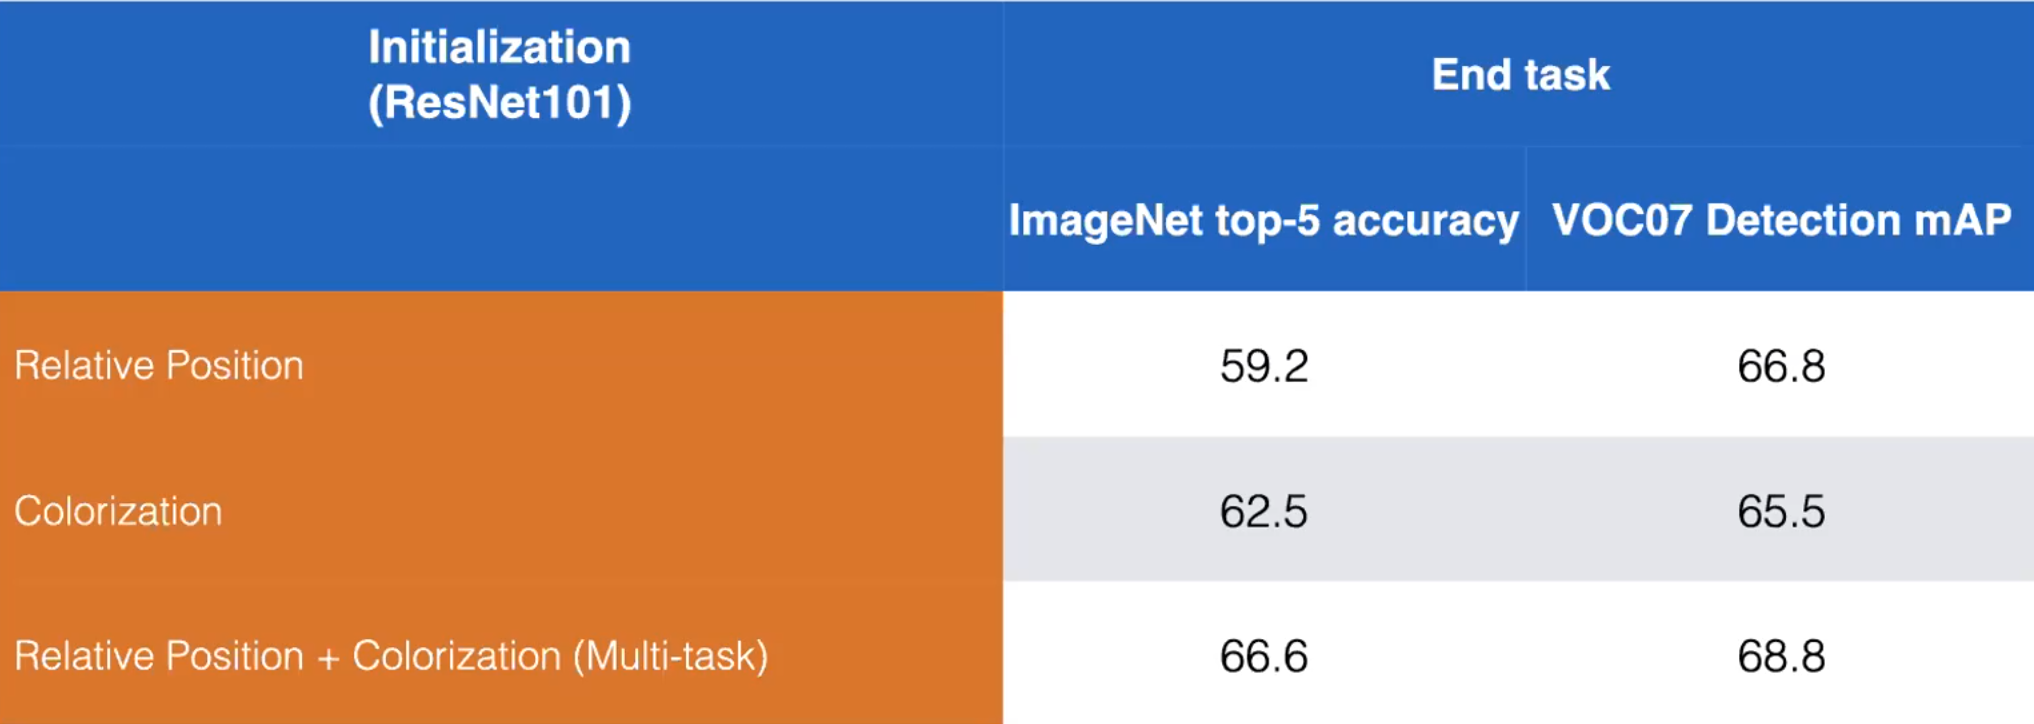 Initialization
(ResNet101)
End task
ImageNet top-5 accuracy
VOC07 Detection mAP
Relative Position
59.2
66.8
Colorization
62.5
65.5
Relative Position + Colorization (Multi-task)
66.6
68.8